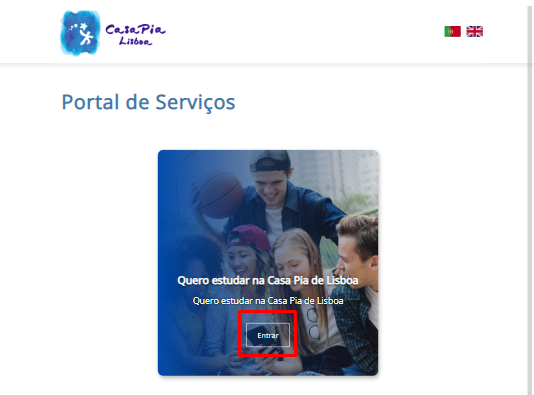 Casa Pia
Lisboa
Portal de Serviços
Quero estudar na Casa Pia de Lisboa
Quero estudar na Casa Pia de Lisboa
Entrar